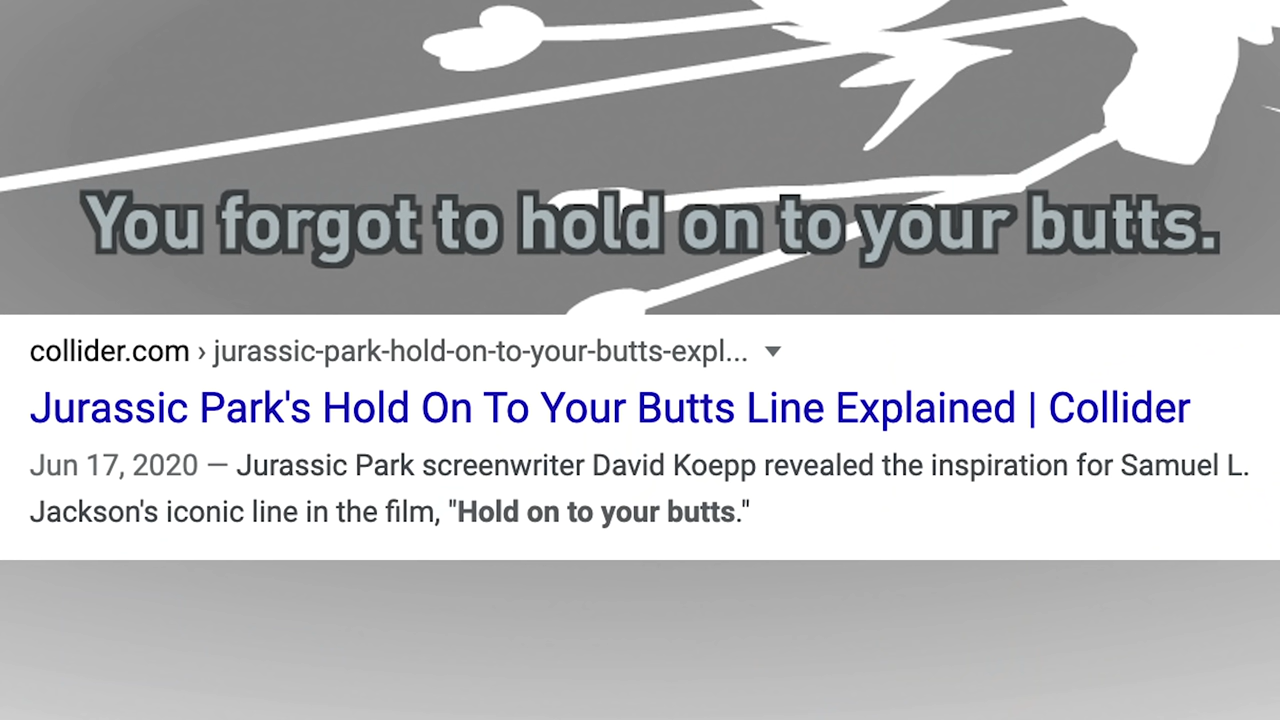 You forgot to hold on to your butts.
collider.com › jurassic-park-hold-on-to-your-butts-expl...
Jurassic Park's Hold On To Your Butts Line Explained | Collider
Jun 17, 2020 — Jurassic Park screenwriter David Koepp revealed the inspiration for Samuel L.
Jackson's iconic line in the film, "Hold on to your butts."